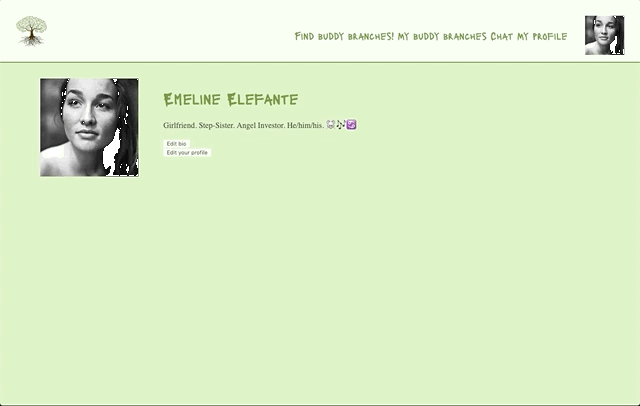 Find buddy branches! my buddy branches Chat my profile
Emeline Elefante
Girlfriend. Step-Sister. Angel Investor. He/him/his. 🐭🎶☯️
Edit bio
Edit your profile